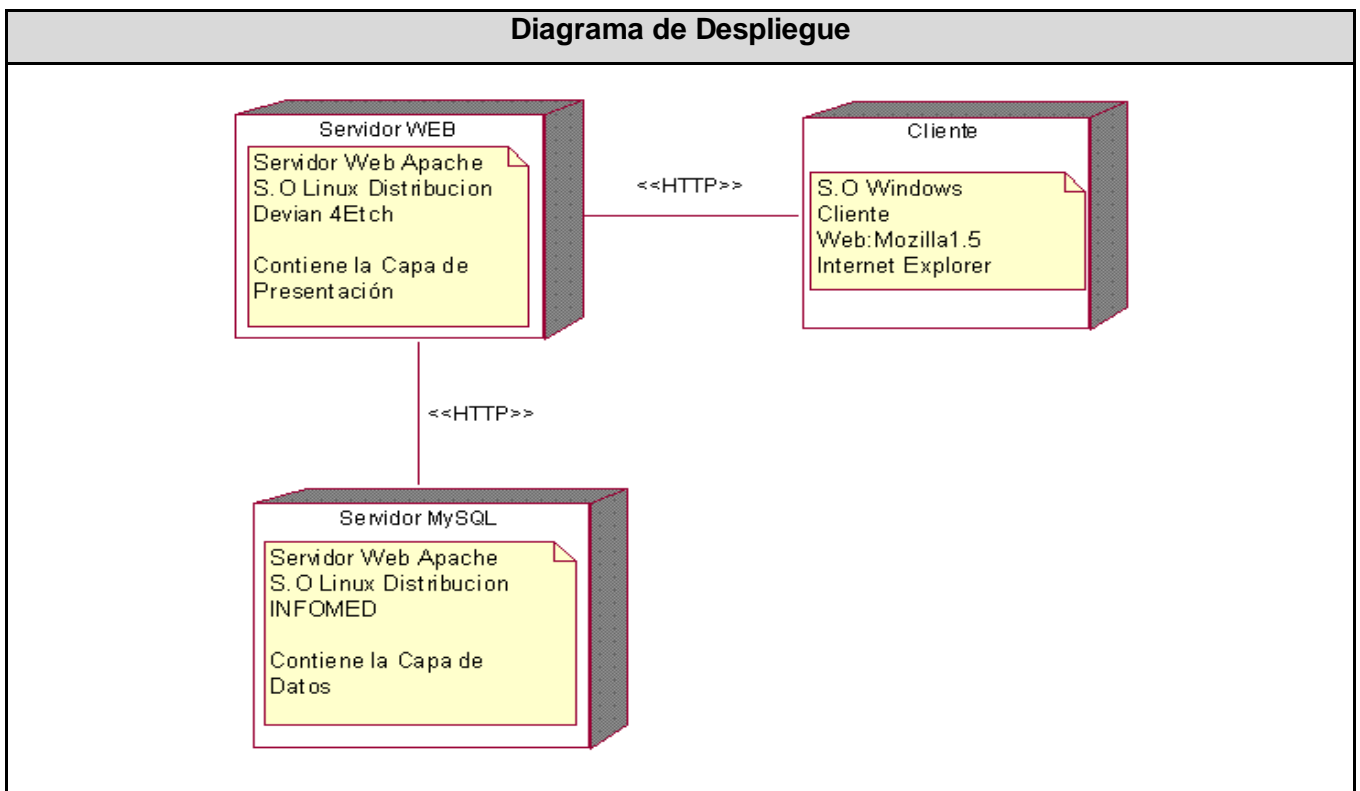 Diagrama de Despliegue
Servidor WEB
Servidor Web Apache
S.O Linux Distribucion
Devian 4Etch
Contiene la Capa de
Presentación
<<HTTP>>
Cliente
S.O Windows
Cliente
Web:Mozilla1.5
Internet Explorer
<<HTTP>>
Servidor MySQL
Servidor Web Apache
S.O Linux Distribucion
INFOMED
Contiene la Capa de
Datos